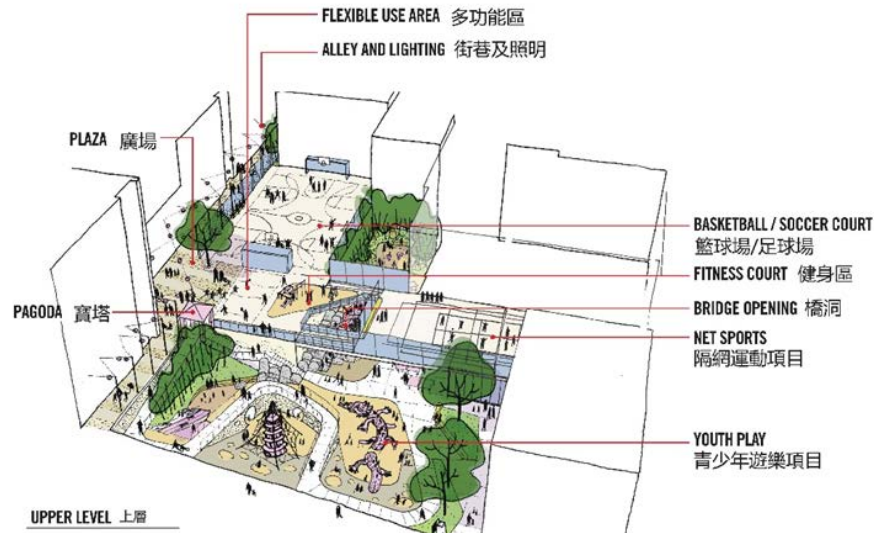 FLEXIBLE USE AREA 多功能區
ALLEY AND LIGHTING 街巷及照明
PLAZA 廣場
BASKETBALL / SOCCER COURT
籃球場/足球場
FITNESS COURT 健身區
BRIDGE OPENING 橋洞
PAGODA 寶塔
NET SPORTS
隔網運動項目
YOUTH PLAY
青少年遊樂項目
UPPER LEVEL 上層